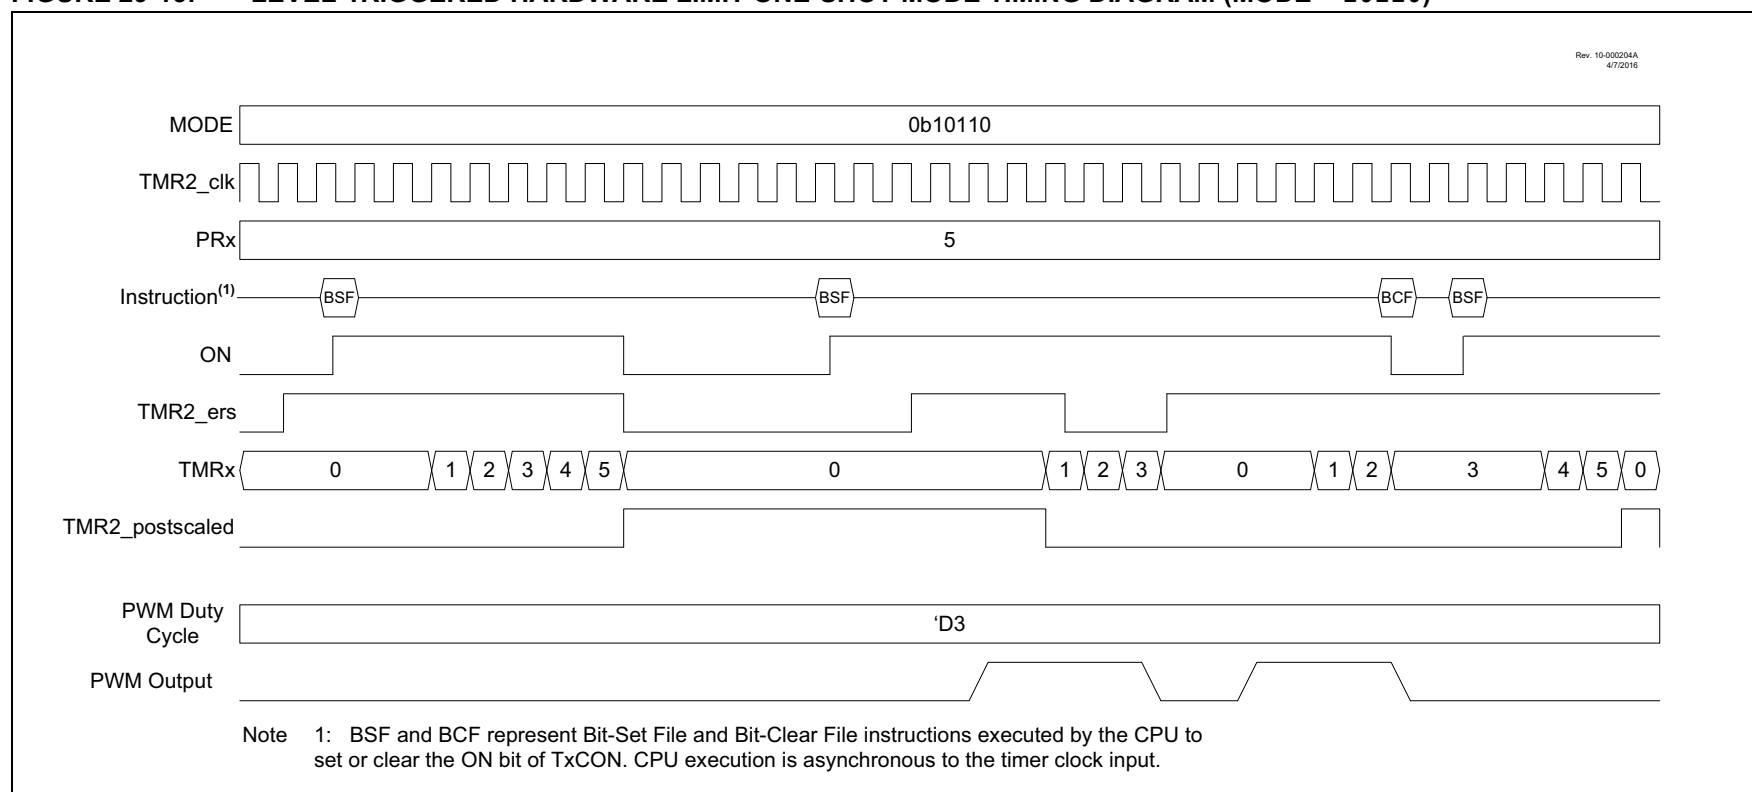 Rev. 10-000204A
4/7/2016
MODE 0b10110
TMR2_clk
PRx 5
Instruction(1) BSF BSF BCF BSF
ON
TMR2_ers
TMRx 0 1 2 3 4 5 0 1 2 3 0 1 2 3 4 5 0
TMR2_postscaled
PWM Duty
Cycle
‘D3
PWM Output
Note 1: BSF and BCF represent Bit-Set File and Bit-Clear File instructions executed by the CPU to
set or clear the ON bit of TxCON. CPU execution is asynchronous to the timer clock input.